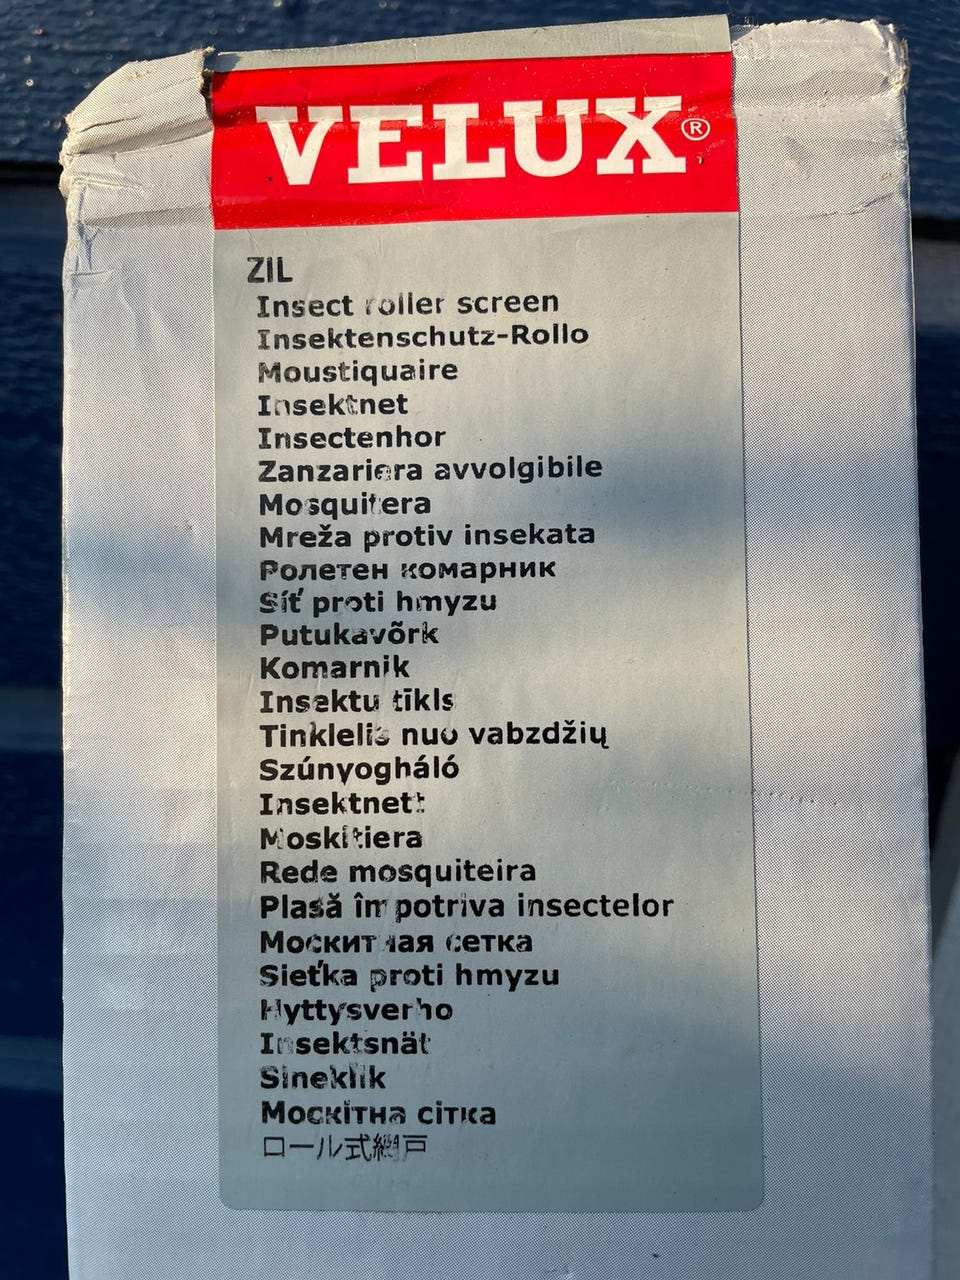 VELUX®
ZIL
Insect roller screen
Insektenschutz-Rollo
Moustiquaire
Insektnet
Insectenhor
Zanzariera avvolgibile
Mosquitera
Mreža protiv insekata
Ролетен комарник
Síť proti hmyzu
Putukavõrk
Komarnik
Insektu tīkls
Tinklelis nuo vabzdžių
Szúnyogháló
Insektnett
Moskitiera
Rede mosquiteira
Plasă împotriva insectelor
Москитная сетка
Sieťka proti hmyzu
Hyttysverho
Insektsnät
Sineklik
Москітна сітка
ロール式網戸